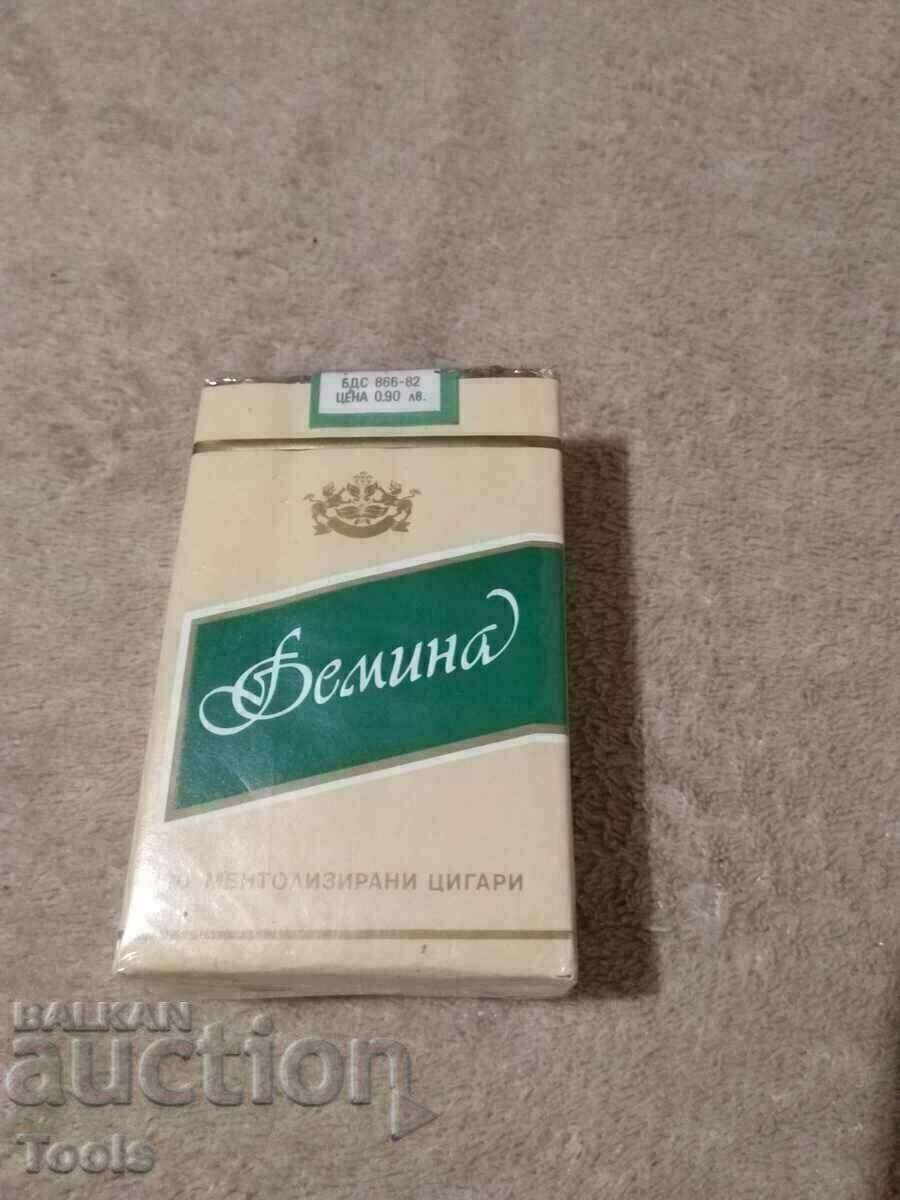 БДС 866-82
ЦЕНА 0.90 лв.
Фемина
МЕНТОЛИЗИРАНИ ЦИГАРИ
BALKAN
auction
Tools